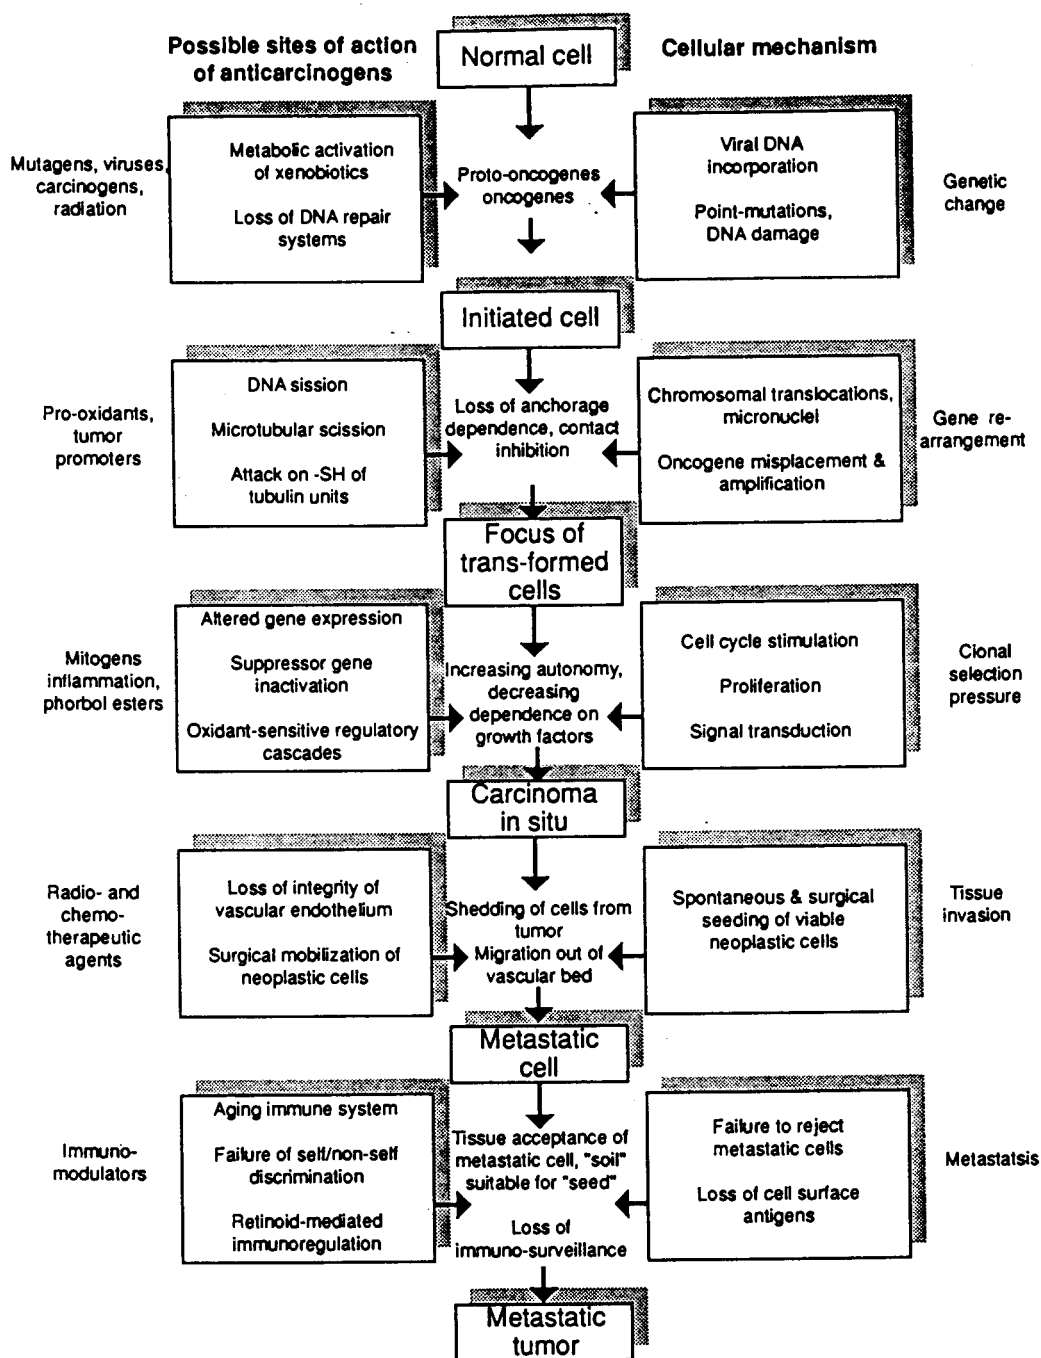 Possible sites of action
of anticarcinogens
Normal cell
Cellular mechanism
Mutagens, viruses,
carcinogens,
radiation
Metabolic activation
of xenobiotics
Loss of DNA repair
systems
Proto-oncogenes
oncogenes
Viral DNA
incorporation
Point-mutations,
DNA damage
Genetic
change
Initiated cell
Pro-oxidants,
tumor
promoters
DNA sission
Microtubular scission
Attack on -SH of
tubulin units
Loss of anchorage
dependence, contact
inhibition
Chromosomal translocations,
micronuclei
Oncogene misplacement &
amplification
Gene re-
arrangement
Focus of
trans-formed
cells
Mitogens
inflammation,
phorbol esters
Altered gene expression
Suppressor gene
inactivation
Oxidant-sensitive regulatory
cascades
Increasing autonomy,
decreasing
dependence on
growth factors
Cell cycle stimulation
Proliferation
Signal transduction
Clonal
selection
pressure
Carcinoma
in situ
Radio- and
chemo-
therapeutic
agents
Loss of integrity of
vascular endothelium
Surgical mobilization of
neoplastic cells
Shedding of cells from
tumor
Migration out of
vascular bed
Spontaneous & surgical
seeding of viable
neoplastic cells
Tissue
invasion
Metastatic
cell
Immuno-
modulators
Aging immune system
Failure of self/non-self
discrimination
Retinoid-mediated
immunoregulation
Tissue acceptance of
metastatic cell, "soil"
suitable for "seed"
Loss of
immuno-surveillance
Failure to reject
metastatic cells
Loss of cell surface
antigens
Metastatsis
Metastatic
tumor